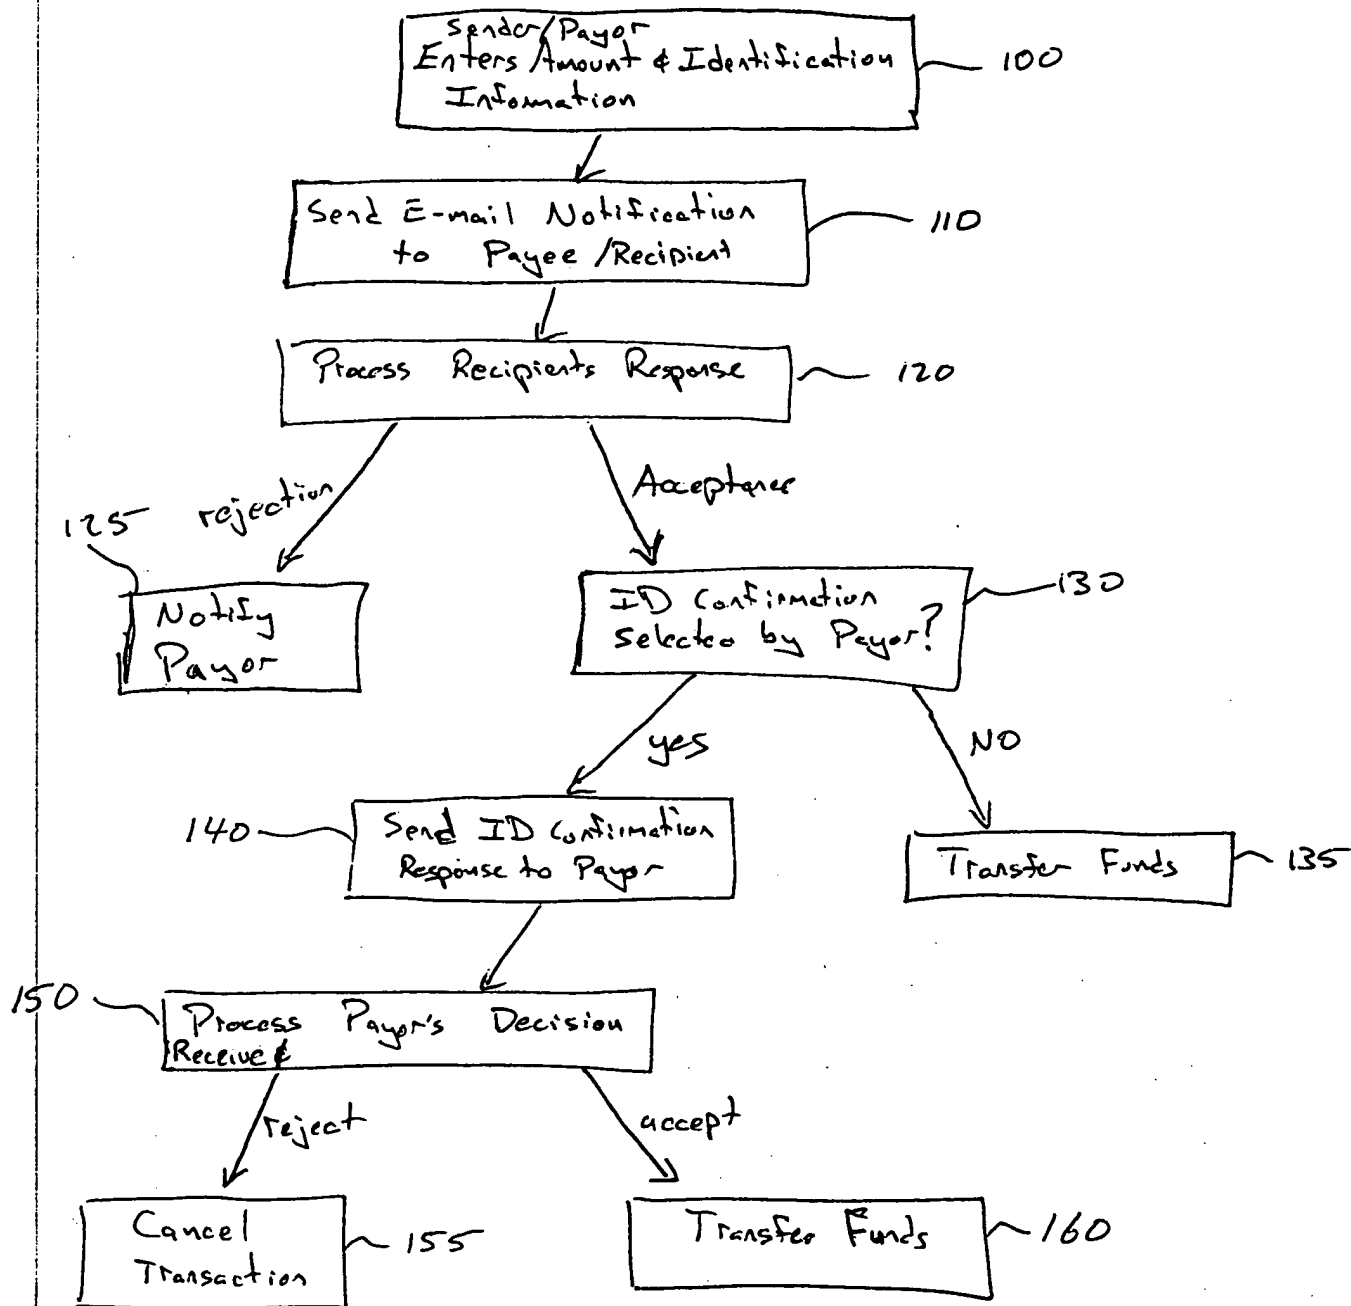 Sender/Payor
Enters Amount & Identification
Information
100
Send E-mail Notification
to Payee/Recipient
110
Process Recipients Response
120
rejection
Acceptance
125
Notify
Payor
ID Confirmation
selected by Payor?
130
yes
NO
140
Send ID Confirmation
Response to Payor
Transfer Funds
135
150
Process Payor's Decision
Receive &
reject
accept
Cancel
Transaction
155
Transfer Funds
160